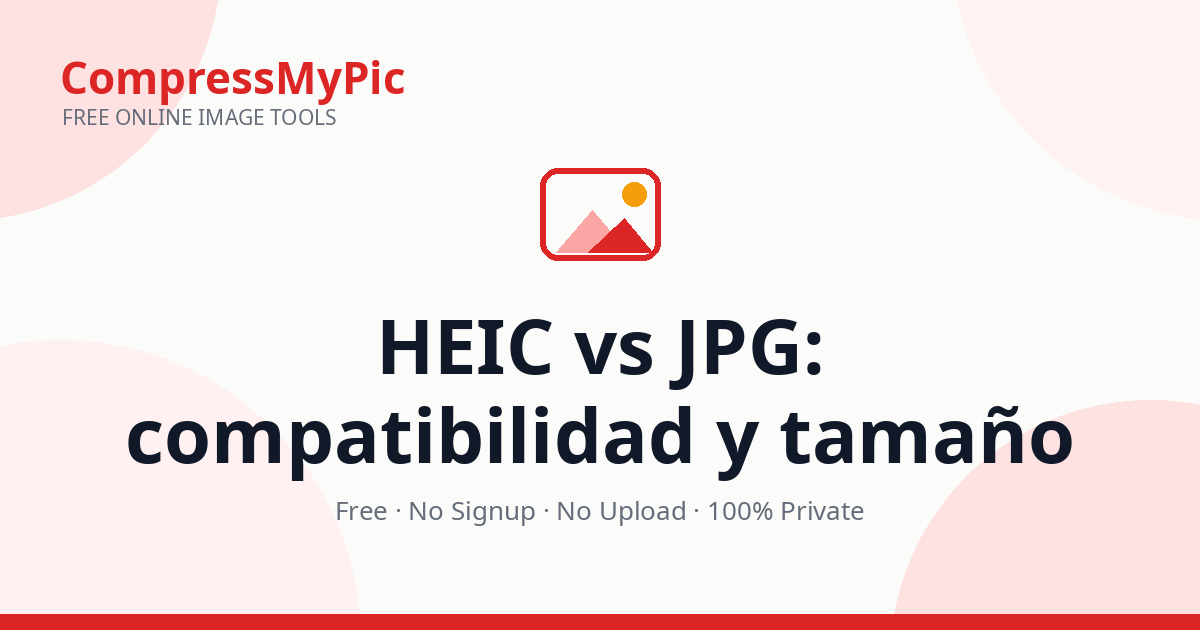 CompressMyPic
FREE ONLINE IMAGE TOOLS
HEIC vs JPG:
compatibilidad y tamaño
Free · No Signup · No Upload · 100% Private